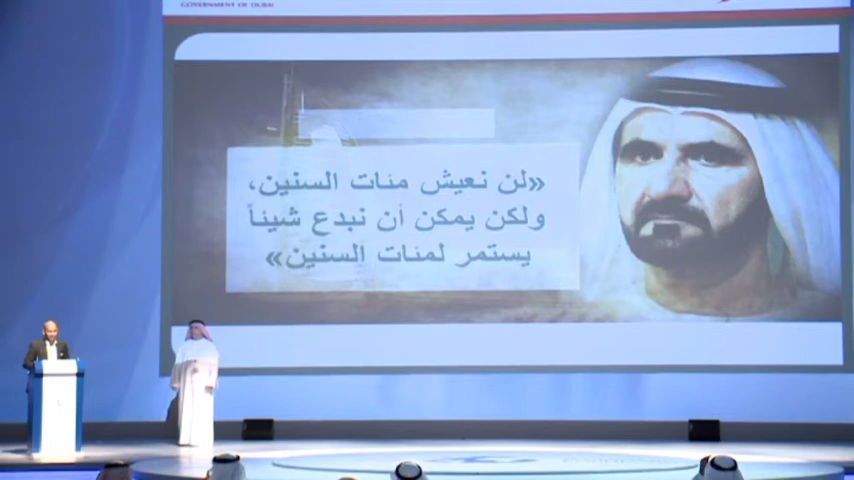 GOVERNMENT OF DUBAI
«لن نعيش مئات السنين،
ولكن يمكن أن نبدع شيئاً
يستمر لمئات السنين»